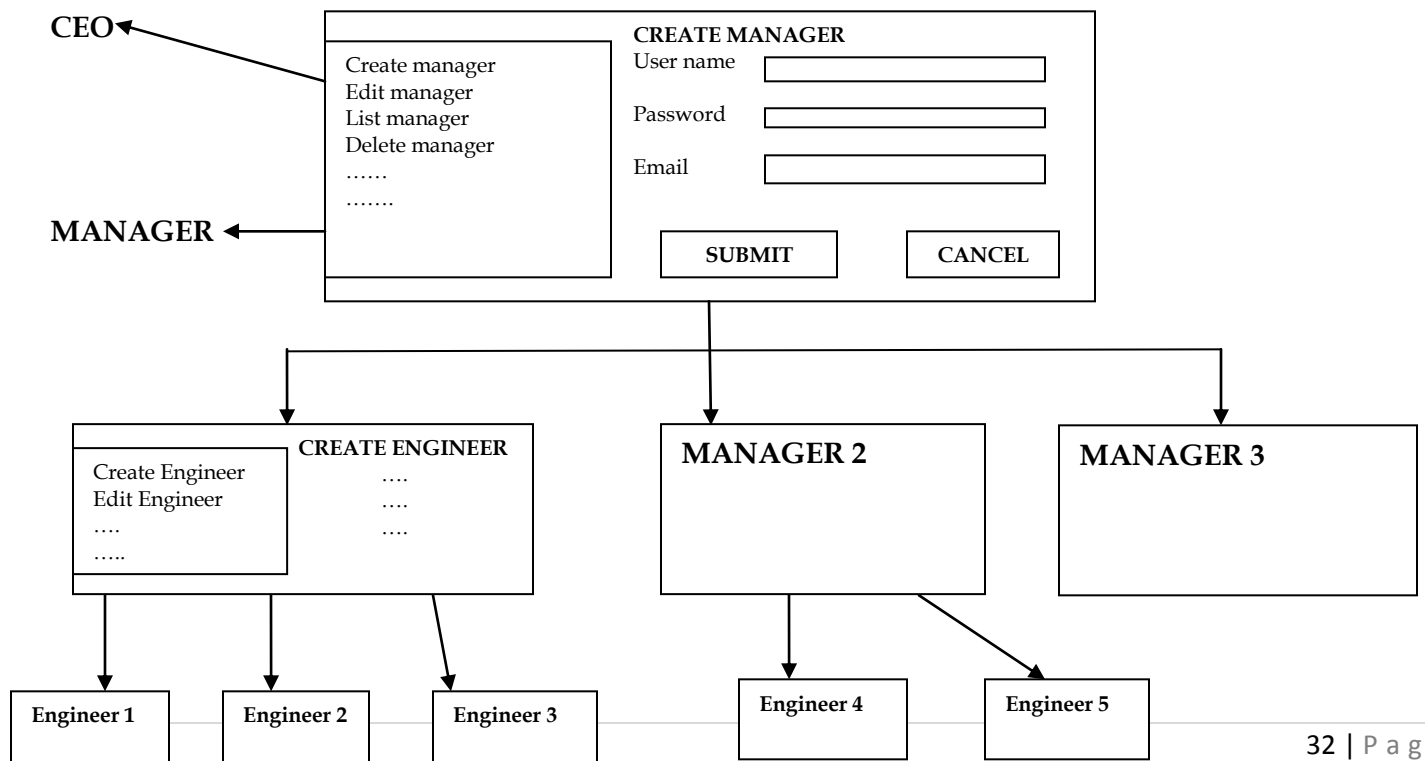 CEO
CREATE MANAGER
Create manager
Edit manager
List manager
Delete manager
……
…….
User name
Password
Email
MANAGER
SUBMIT
CANCEL
CREATE ENGINEER
Create Engineer
Edit Engineer
….
…..
….
….
….
MANAGER 2
MANAGER 3
Engineer 1
Engineer 2
Engineer 3
Engineer 4
Engineer 5
32 | P a g